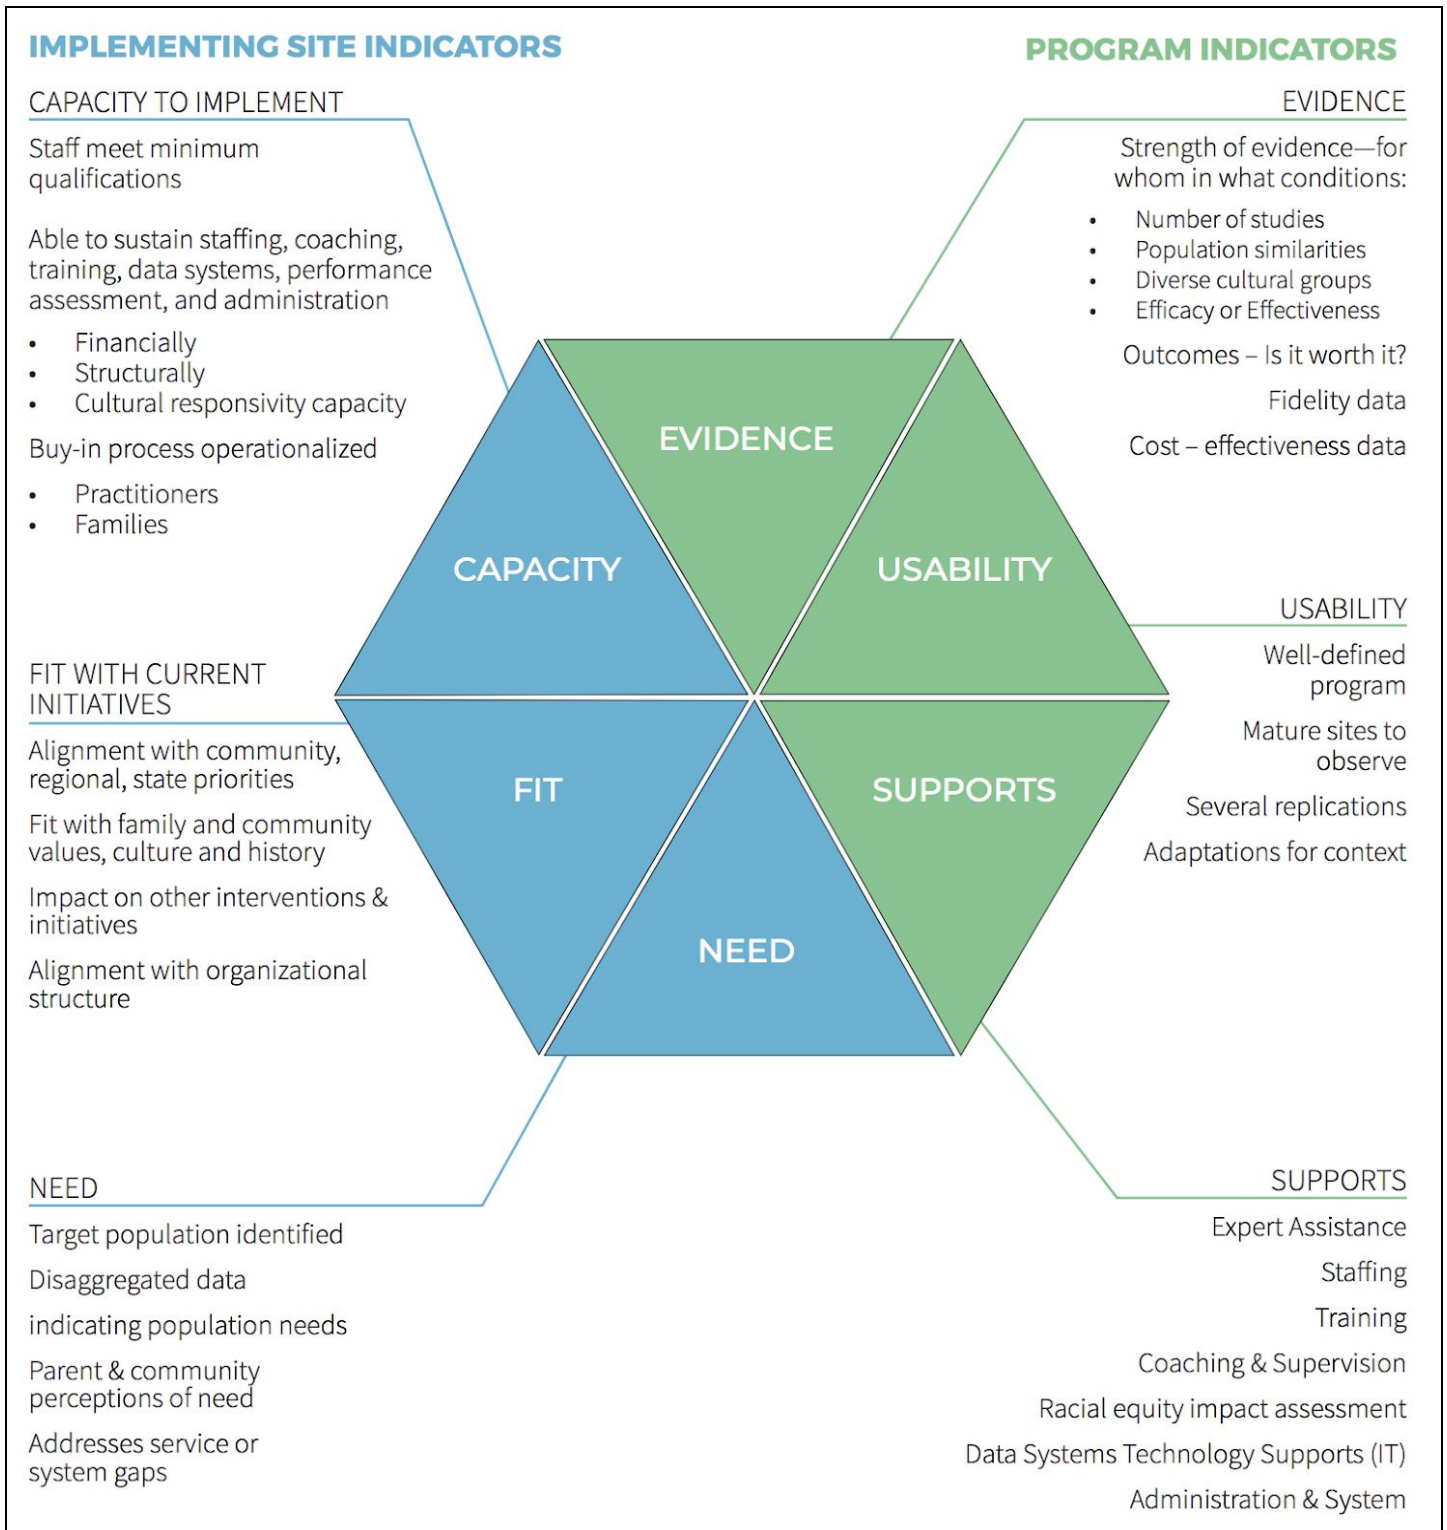 IMPLEMENTING SITE INDICATORS
CAPACITY TO IMPLEMENT
Staff meet minimum
qualifications
Able to sustain staffing, coaching,
training, data systems, performance
assessment, and administration
• Financially
• Structurally
• Cultural responsivity capacity
Buy-in process operationalized
• Practitioners
• Families
FIT WITH CURRENT
INITIATIVES
Alignment with community,
regional, state priorities
Fit with family and community
values, culture and history
Impact on other interventions &
initiatives
Alignment with organizational
structure
NEED
Target population identified
Disaggregated data
indicating population needs
Parent & community
perceptions of need
Addresses service or
system gaps
EVIDENCE
CAPACITY
USABILITY
FIT
SUPPORTS
NEED
PROGRAM INDICATORS
EVIDENCE
Strength of evidence—for
whom in what conditions:
• Number of studies
• Population similarities
• Diverse cultural groups
• Efficacy or Effectiveness
Outcomes – Is it worth it?
Fidelity data
Cost – effectiveness data
USABILITY
Well-defined
program
Mature sites to
observe
Several replications
Adaptations for context
SUPPORTS
Expert Assistance
Staffing
Training
Coaching & Supervision
Racial equity impact assessment
Data Systems Technology Supports (IT)
Administration & System